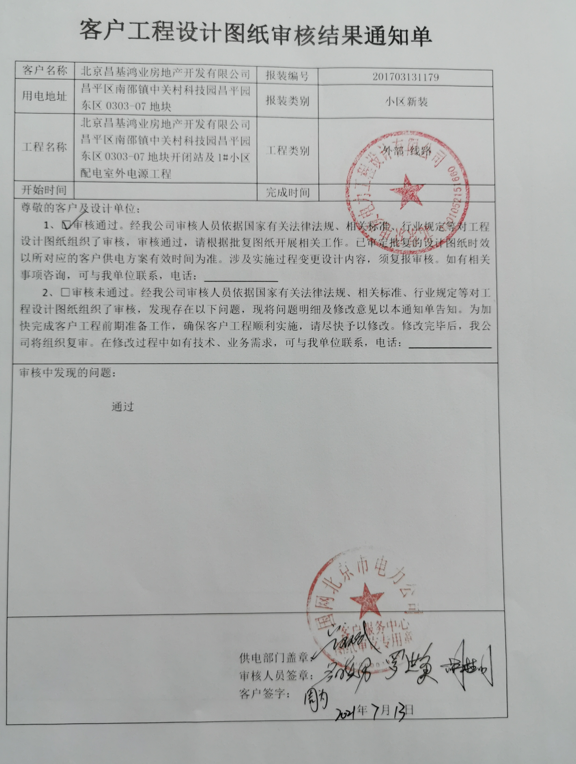 客户工程设计图纸审核结果通知单
客户名称 北京昌基鸿业房地产开发有限公司 报装编号 201703131179
用电地址 昌平区南邵镇中关村科技园昌平园东区 0303-07 地块 报装类别 小区新装
工程名称 北京昌基鸿业房地产开发有限公司昌平区南邵镇中关村科技园昌平园东区 0303-07 地块开闭站及 1#小区配电室外电源工程 工程类别 外部 线路
开始时间 完成时间
尊敬的客户及设计单位:
1、☑审核通过。经我公司审核人员依据国家有关法律法规、相关标准、行业规定等对工程
设计图纸组织了审核,审核通过,请根据批复图纸开展相关工作。已审定批复的设计图纸时效
以所对应的客户供电方案有效时间为准。涉及实施过程变更设计内容,须复报审核。如有相关
事项咨询,可与我单位联系,电话:
2、□审核未通过。经我公司审核人员依据国家有关法律法规、相关标准、行业规定等对工
程设计图纸组织了审核,发现存在以下问题,现将问题明细及修改意见以本通知单告知。为加
快完成客户工程前期准备工作,确保客户工程顺利实施,请尽快予以修改。修改完毕后,我公
司将组织复审。在修改过程中如有技术、业务需求,可与我单位联系,电话:
审核中发现的问题:
通过
国网北京市电力公司
客户服务中心
供电部门盖章:
审核人员签章:
客户签字:
2021年7月13日